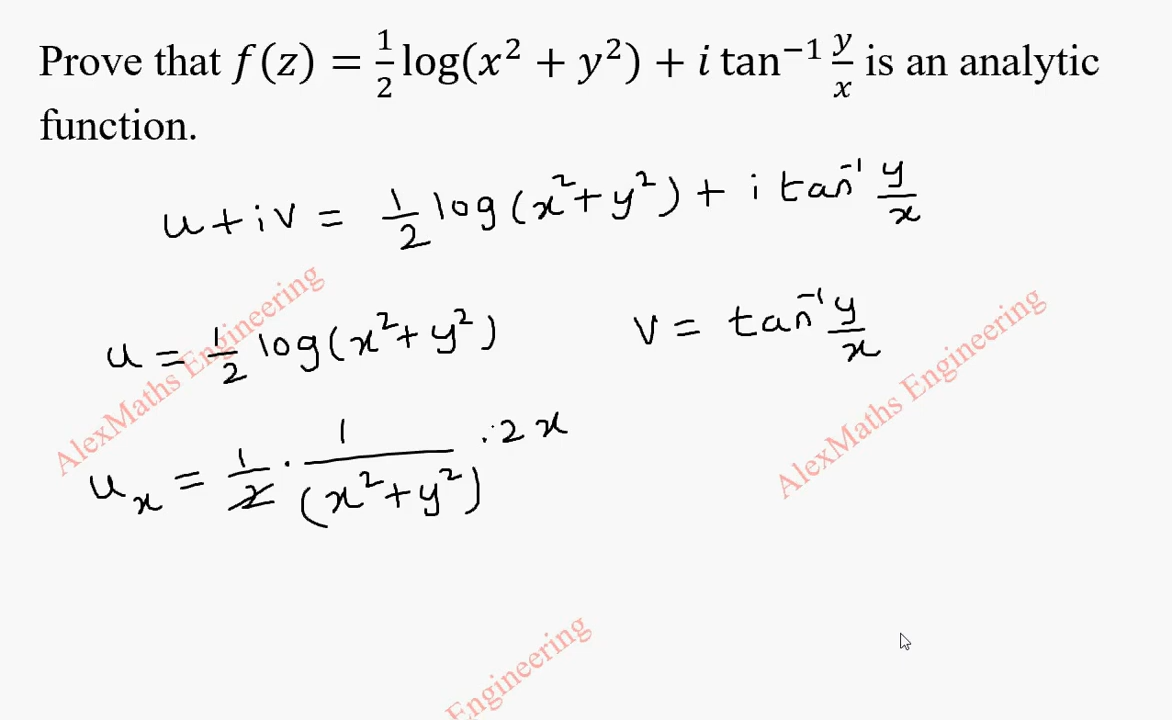 Prove that f(z) = 1/2 log(x² + y²) + i tan⁻¹ y/x is an analytic
function.
u + iv = 1/2 log(x² + y²) + i tan⁻¹ y/x
u = 1/2 log(x² + y²) v = tan⁻¹ y/x
uₓ = 1/2 · 1/(x² + y²) · 2x
AlexMaths Engineering
AlexMaths Engineering
Engineering